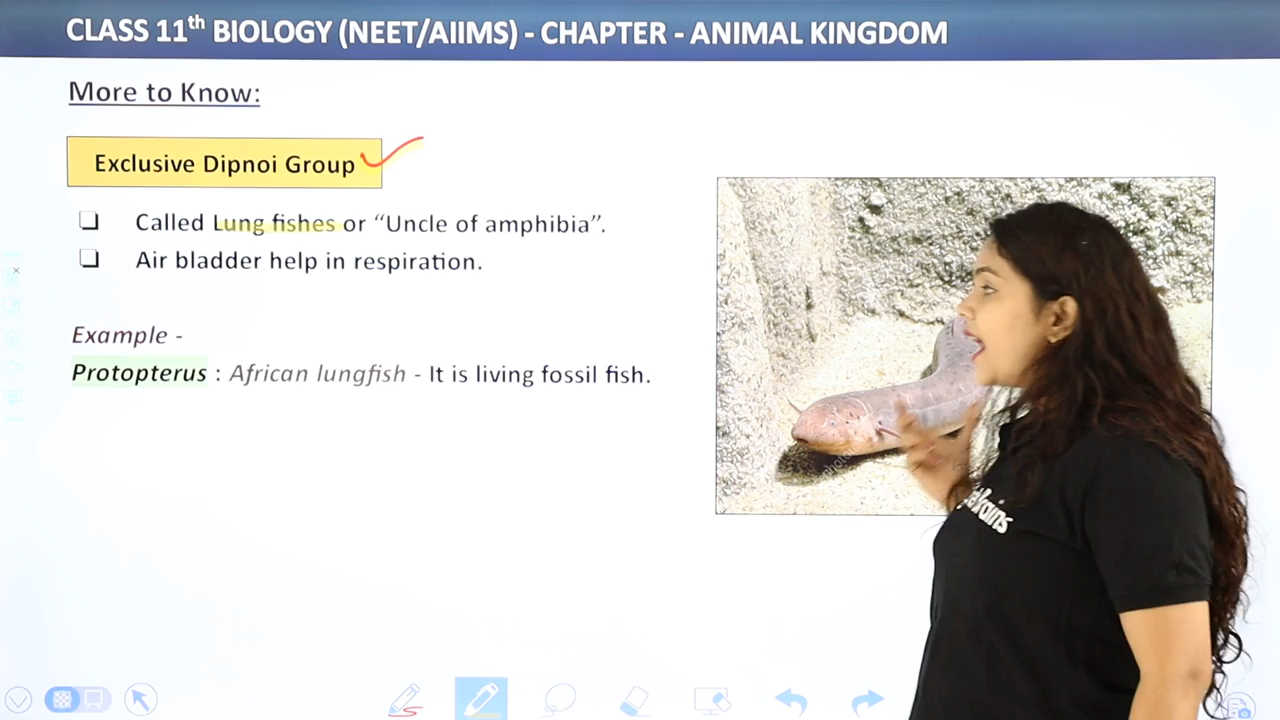 CLASS 11th BIOLOGY (NEET/AIIMS) - CHAPTER - ANIMAL KINGDOM
More to Know:
Exclusive Dipnoi Group
Called Lung fishes or “Uncle of amphibia”.
Air bladder help in respiration.
Example -
Protopterus : African lungfish - It is living fossil fish.